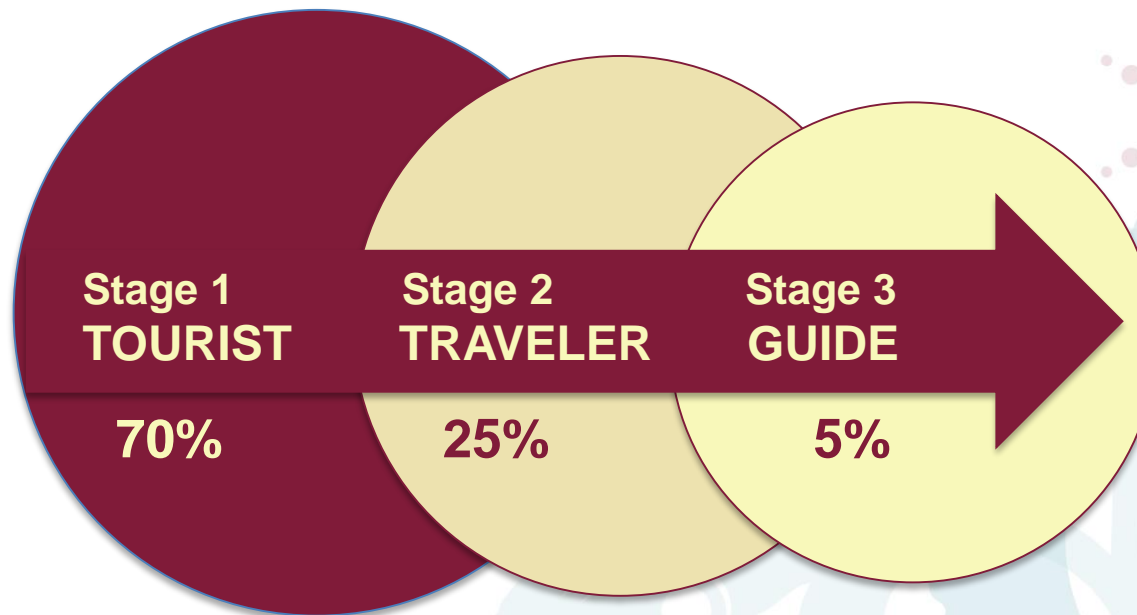 Stage 1
TOURIST
70%
Stage 2
TRAVELER
25%
Stage 3
GUIDE
5%